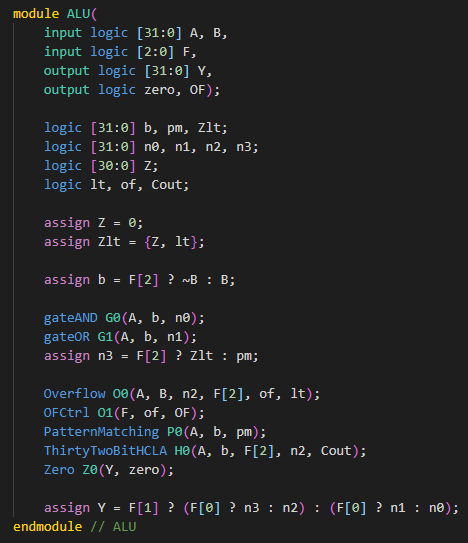 module ALU(
    input logic [31:0] A, B,
    input logic [2:0] F,
    output logic [31:0] Y,
    output logic zero, OF);

    logic [31:0] b, pm, Zlt;
    logic [31:0] n0, n1, n2, n3;
    logic [30:0] Z;
    logic lt, of, Cout;

    assign Z = 0;
    assign Zlt = {Z, lt};

    assign b = F[2] ? ~B : B;

    gateAND G0(A, b, n0);
    gateOR G1(A, b, n1);
    assign n3 = F[2] ? Zlt : pm;

    Overflow O0(A, B, n2, F[2], of, lt);
    OFCtrl O1(F, of, OF);
    PatternMatching P0(A, b, pm);
    ThirtyTwoBitHCLA H0(A, b, F[2], n2, Cout);
    Zero Z0(Y, zero);

    assign Y = F[1] ? (F[0] ? n3 : n2) : (F[0] ? n1 : n0);
endmodule // ALU